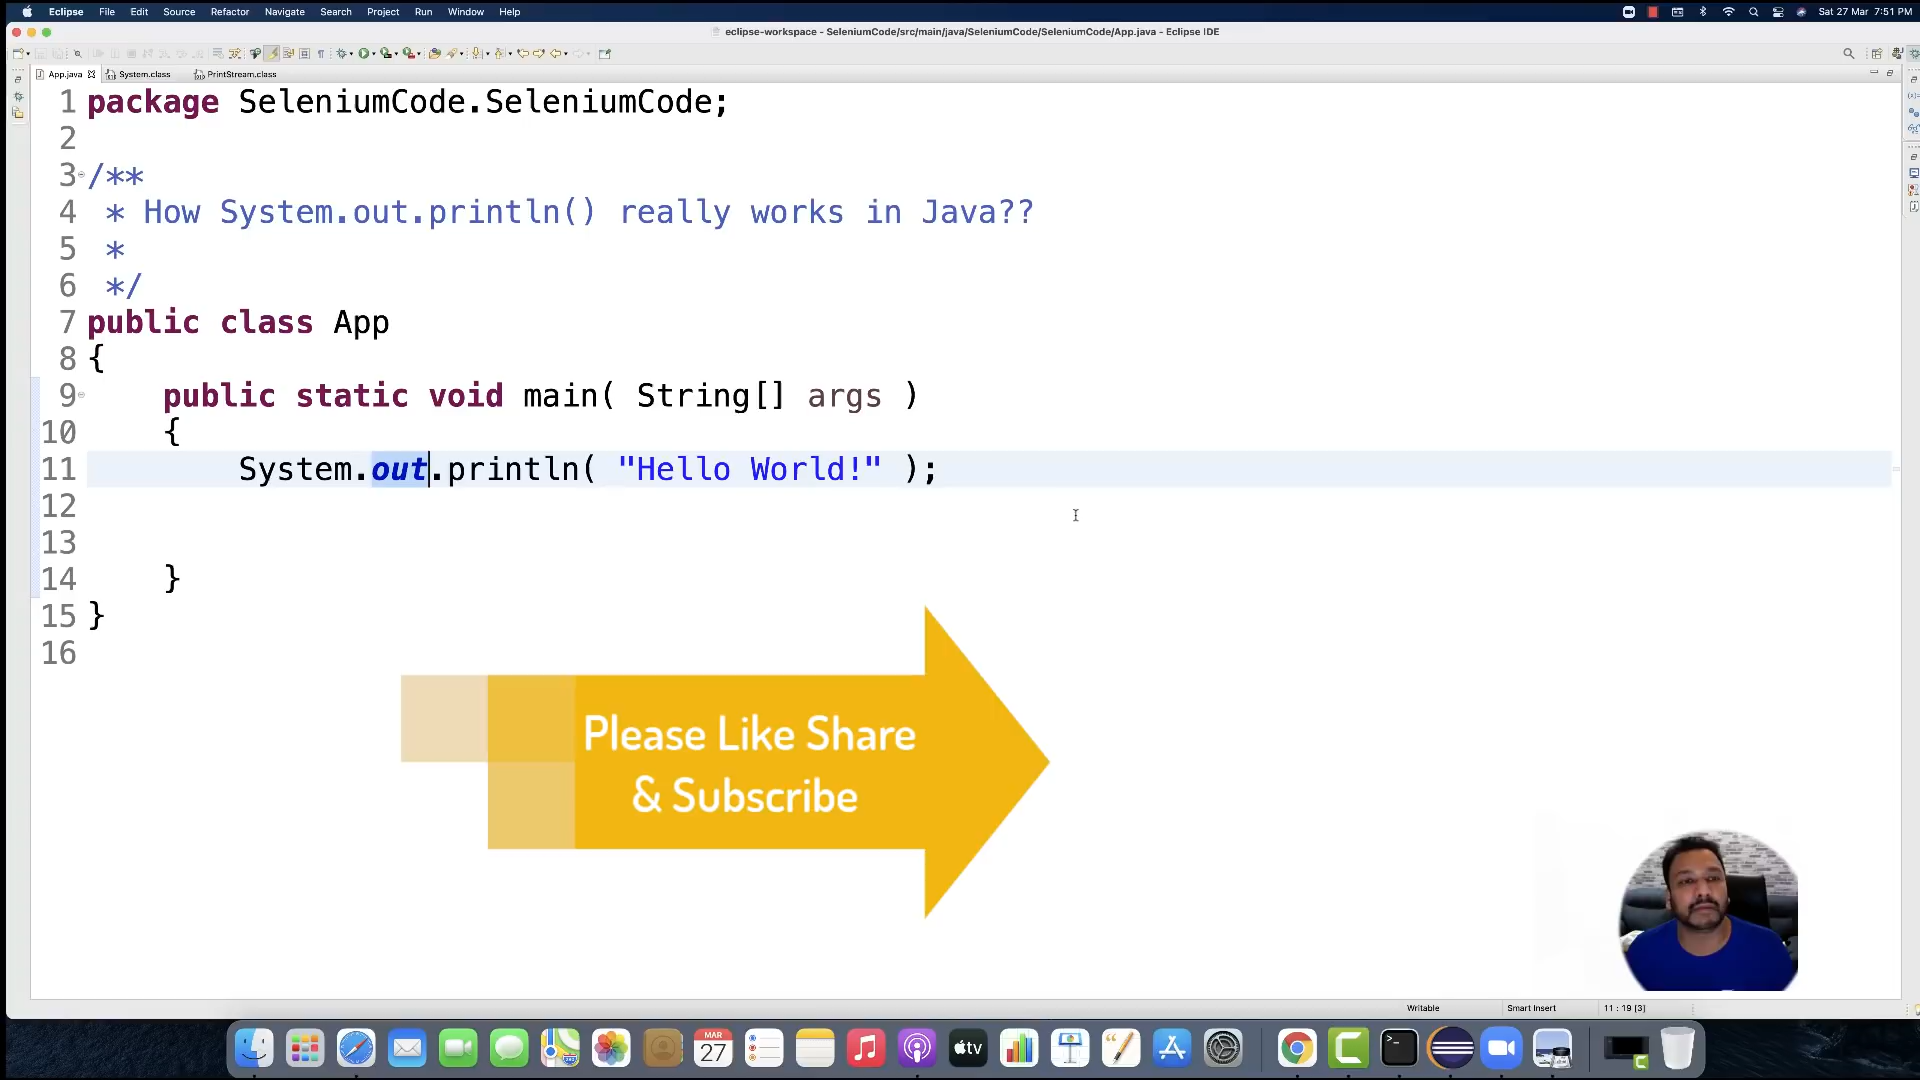 Eclipse File Edit Source Refactor Navigate Search Project Run Window Help Sat 27 Mar 7:51 PM
eclipse-workspace - SeleniumCode/src/main/java/SeleniumCode/SeleniumCode/App.java - Eclipse IDE
App.java System.class PrintStream.class
1 package SeleniumCode.SeleniumCode;
2
3 /**
4 * How System.out.println() really works in Java??
5 *
6 */
7 public class App
8 {
9 public static void main( String[] args )
10 {
11 System.out.println( "Hello World!" );
12
13
14 }
15 }
16
Please Like Share
& Subscribe
Writable Smart Insert 11 : 19 [3]
MAR
27
tv